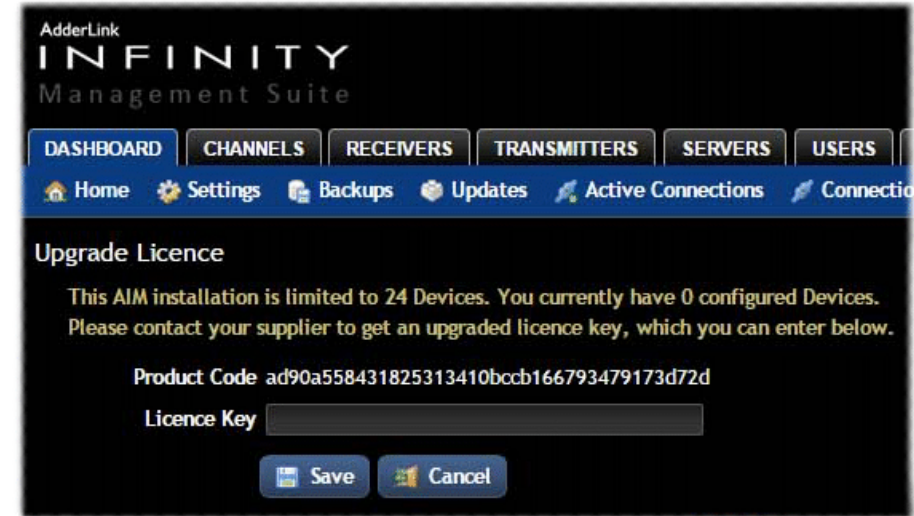 AdderLink
INFINITY
Management Suite
DASHBOARD CHANNELS RECEIVERS TRANSMITTERS SERVERS USERS
Home Settings Backups Updates Active Connections Connectio
Upgrade Licence
This AIM installation is limited to 24 Devices. You currently have 0 configured Devices.
Please contact your supplier to get an upgraded licence key, which you can enter below.
Product Code ad90a558431825313410bccb166793479173d72d
Licence Key
Save Cancel